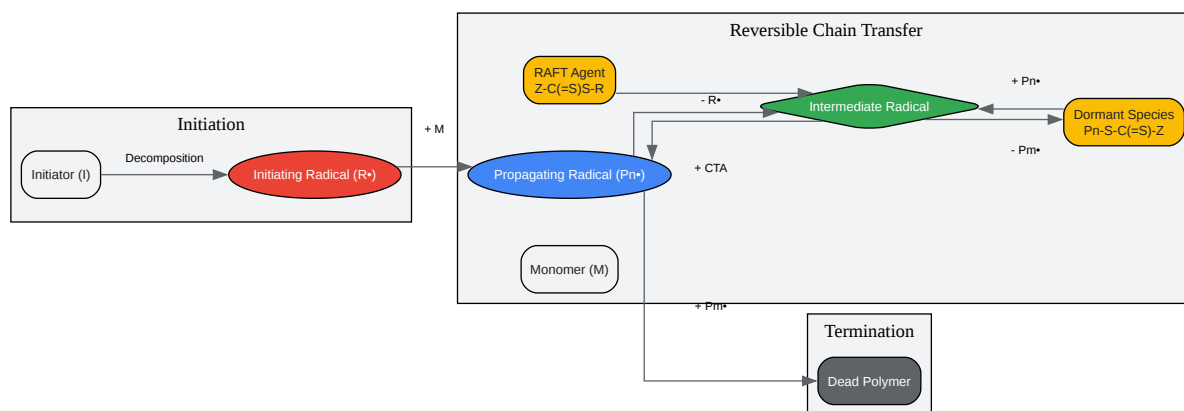 Reversible Chain Transfer
RAFT Agent
Z-C(=S)S-R
+ Pn•
- R•
Intermediate Radical
Dormant Species
Pn-S-C(=S)-Z
Initiation
+ M
- Pm•
Decomposition
Initiator (I)
Initiating Radical (R•)
Propagating Radical (Pn•)
+ CTA
Monomer (M)
+ Pm•
Termination
Dead Polymer